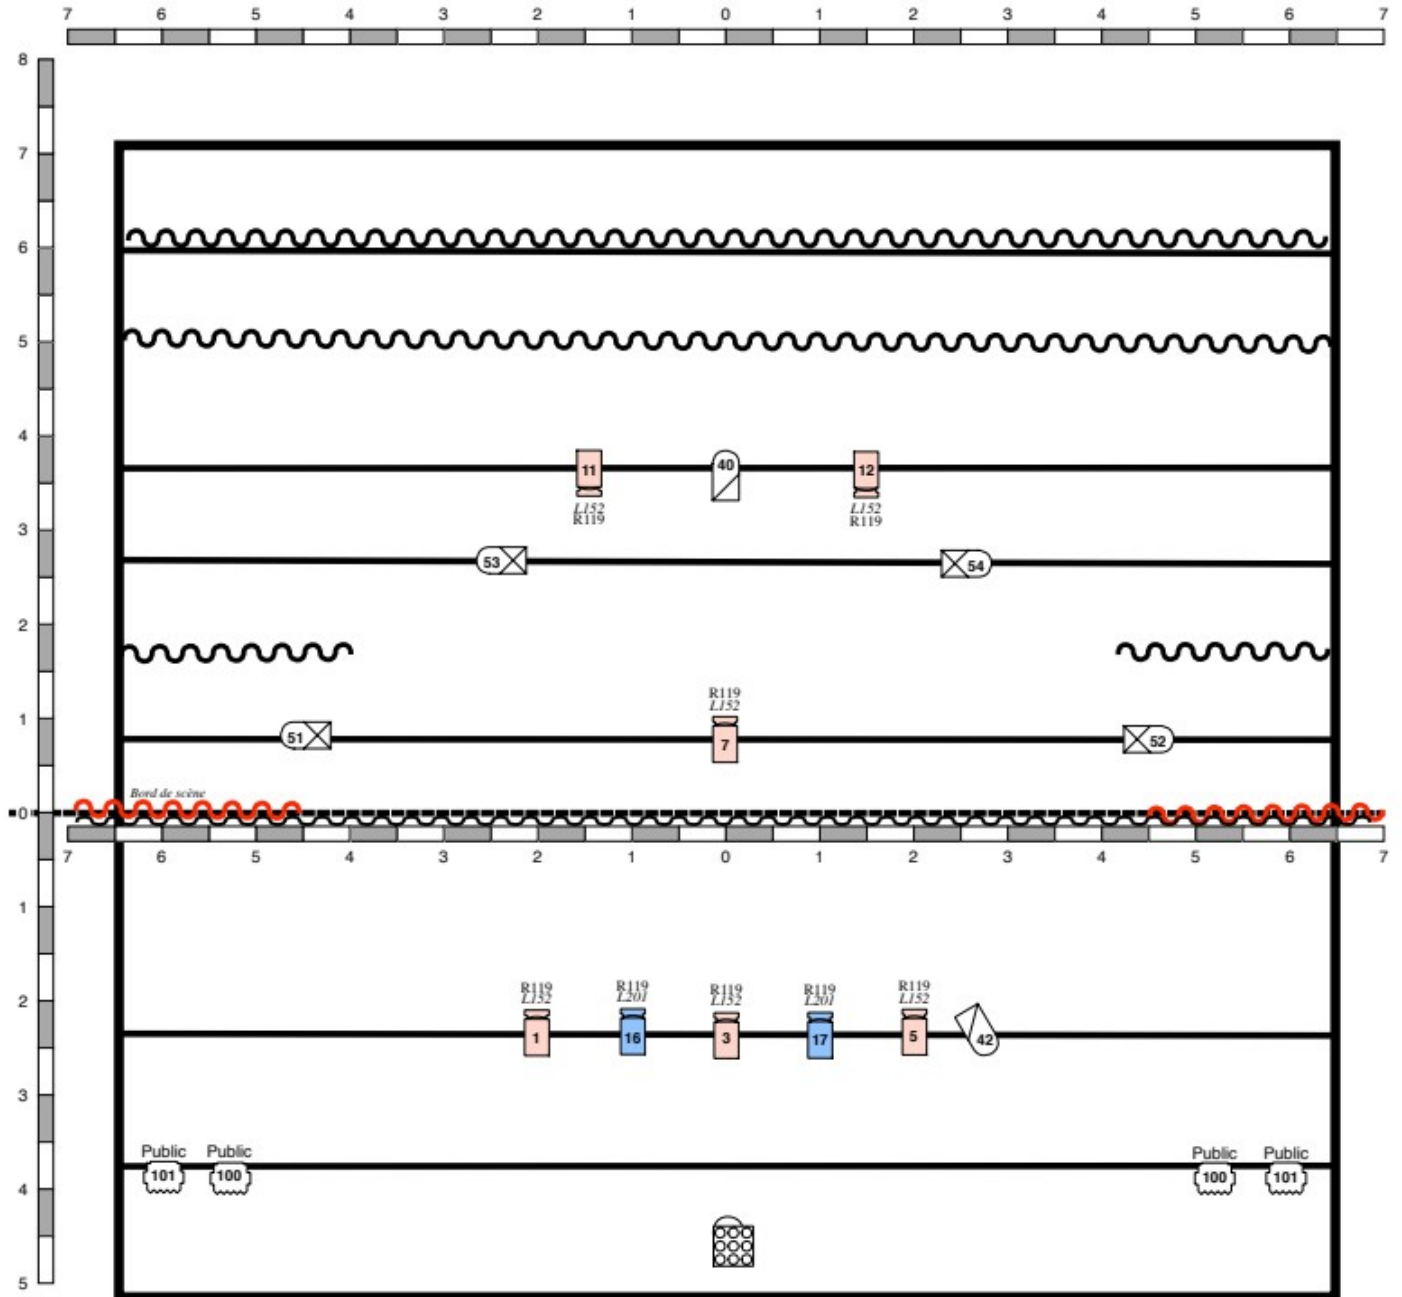 7 6 5 4 3 2 1 0 1 2 3 4 5 6 7
8
7
6
5
4
11 40 12
L152 L152
R119 R119
3
53 54
2
R119
L152
1
51 7 52
Bord de scène
0
7 6 5 4 3 2 1 0 1 2 3 4 5 6 7
1
2
R119 R119 R119 R119 R119
L152 L201 L152 L201 L152
1 16 3 17 5 42
3
Public Public Public Public
101 100 100 101
4
5